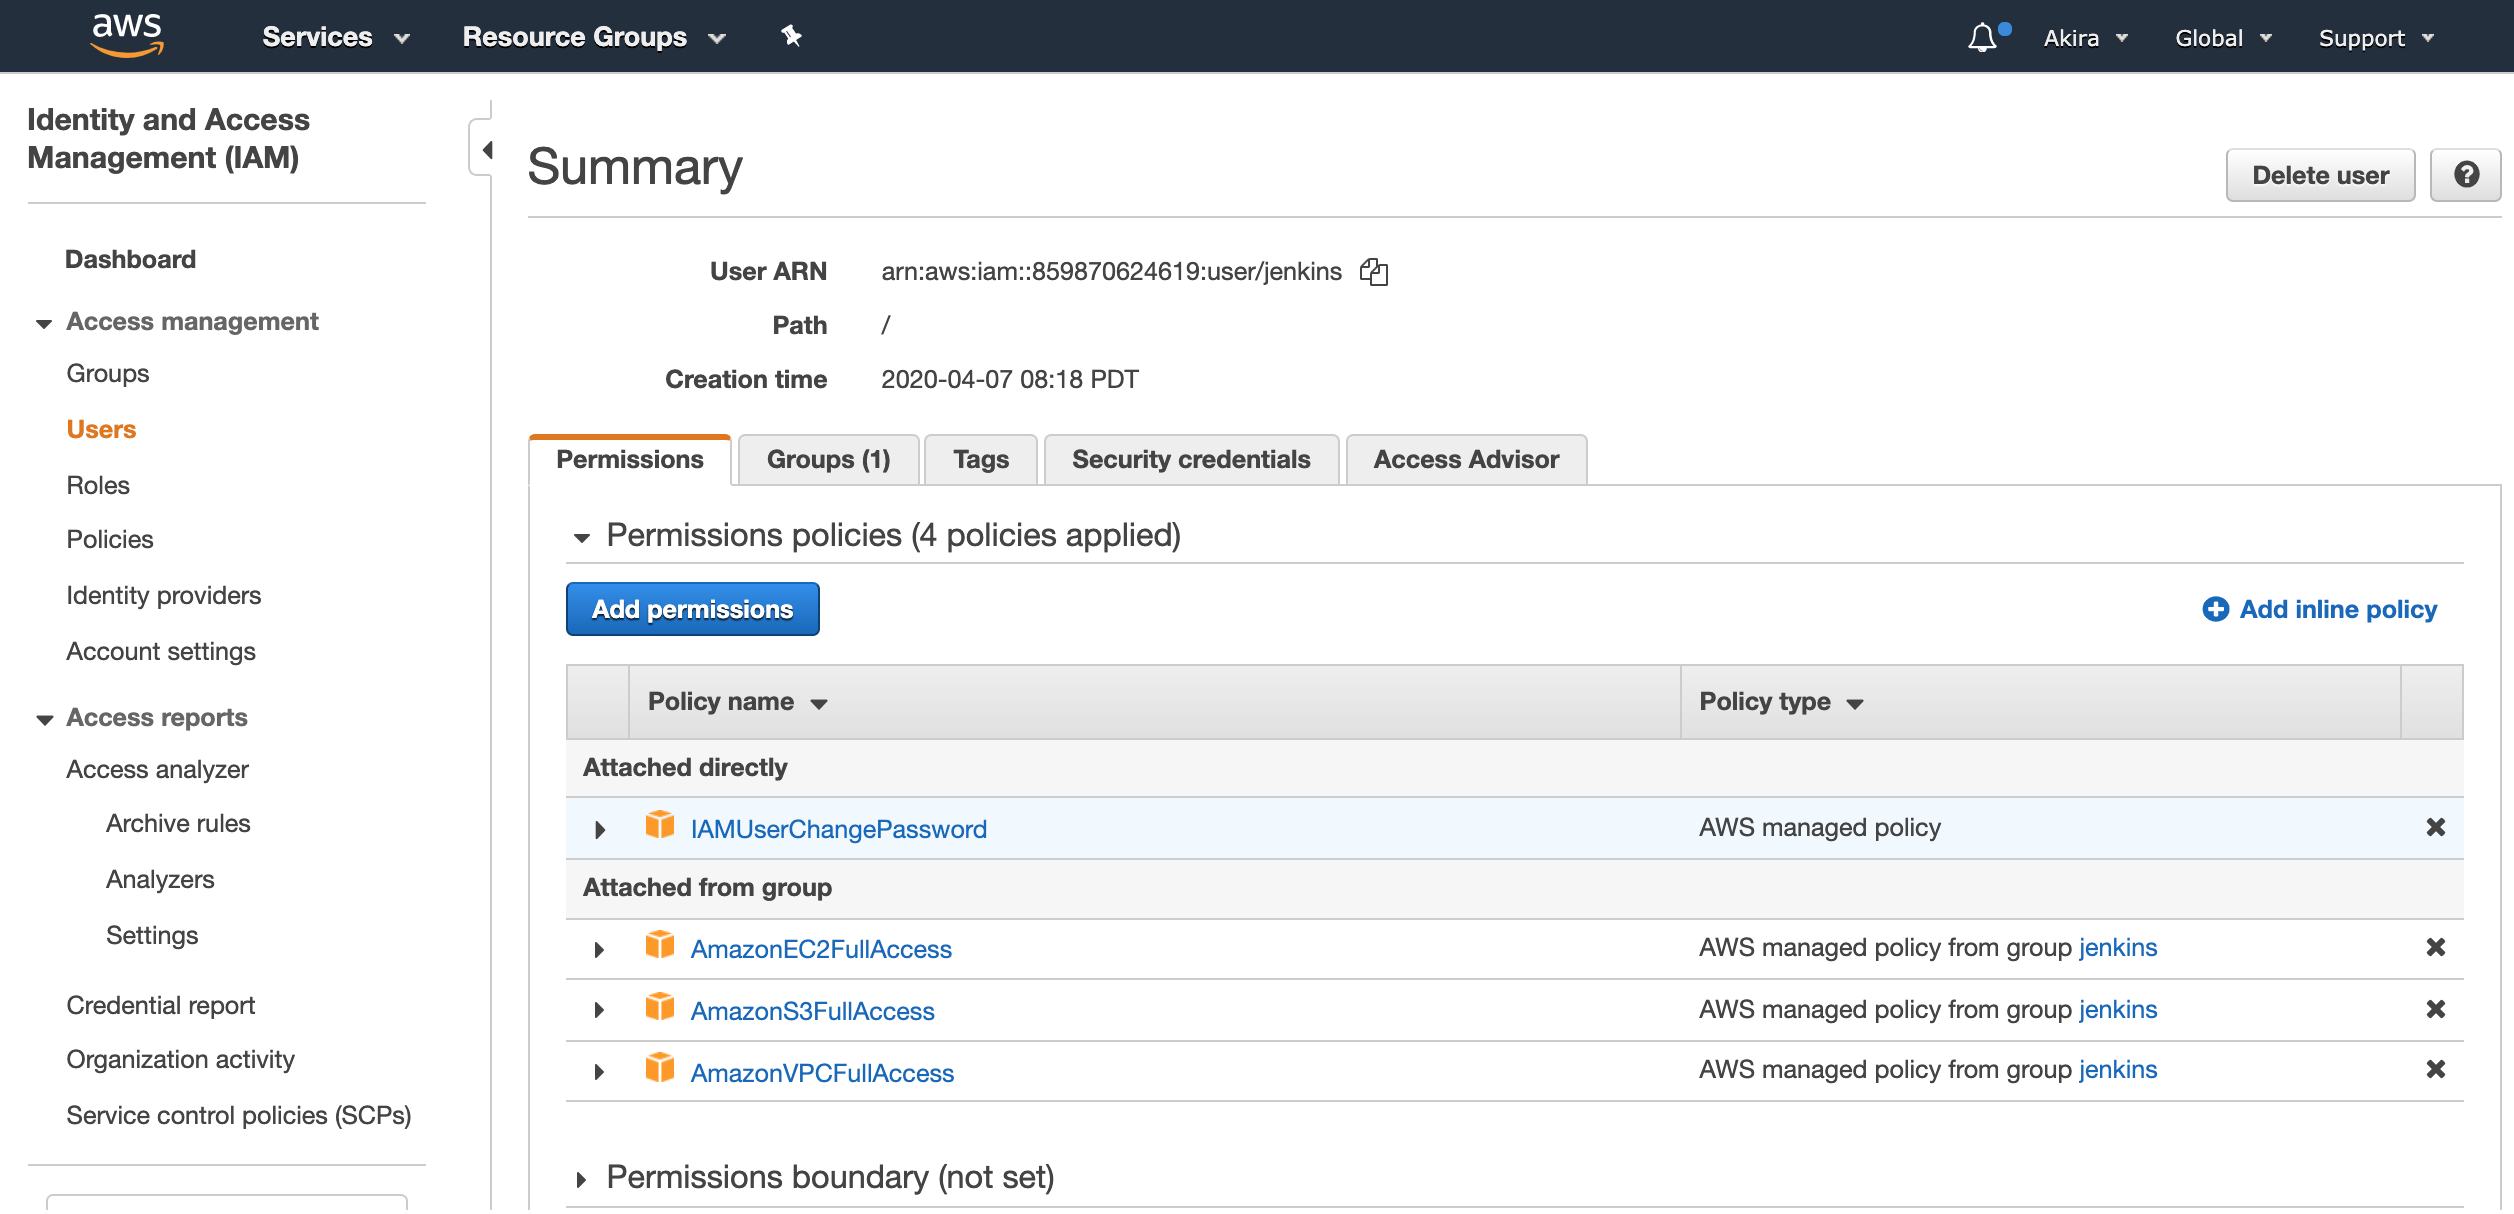 aws
Services
Resource Groups
Akira
Global
Support
Identity and Access
Management (IAM)
Dashboard
Access management
Groups
Users
Roles
Policies
Identity providers
Account settings
Access reports
Access analyzer
Archive rules
Analyzers
Settings
Credential report
Organization activity
Service control policies (SCPs)
Summary
Delete user
?
User ARN arn:aws:iam::859870624619:user/jenkins
Path /
Creation time 2020-04-07 08:18 PDT
Permissions
Groups (1)
Tags
Security credentials
Access Advisor
Permissions policies (4 policies applied)
Add permissions
Add inline policy
Policy name
Policy type
Attached directly
IAMUserChangePassword AWS managed policy
Attached from group
AmazonEC2FullAccess AWS managed policy from group jenkins
AmazonS3FullAccess AWS managed policy from group jenkins
AmazonVPCFullAccess AWS managed policy from group jenkins
Permissions boundary (not set)